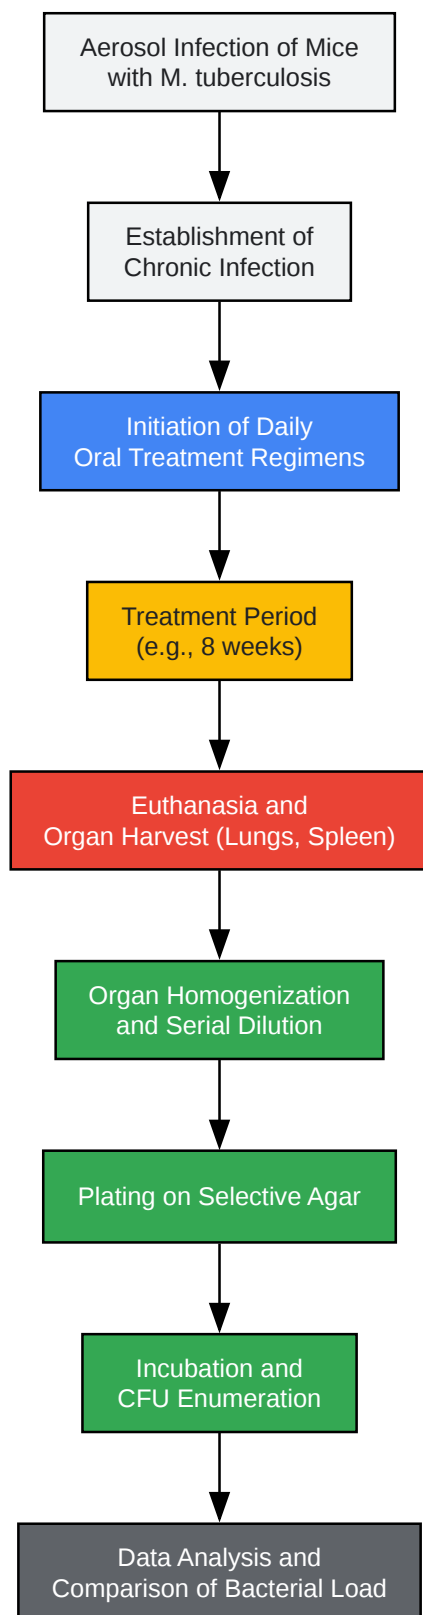 Aerosol Infection of Mice
with M. tuberculosis
Establishment of
Chronic Infection
Initiation of Daily
Oral Treatment Regimens
Treatment Period
(e.g., 8 weeks)
Euthanasia and
Organ Harvest (Lungs, Spleen)
Organ Homogenization
and Serial Dilution
Plating on Selective Agar
Incubation and
CFU Enumeration
Data Analysis and
Comparison of Bacterial Load